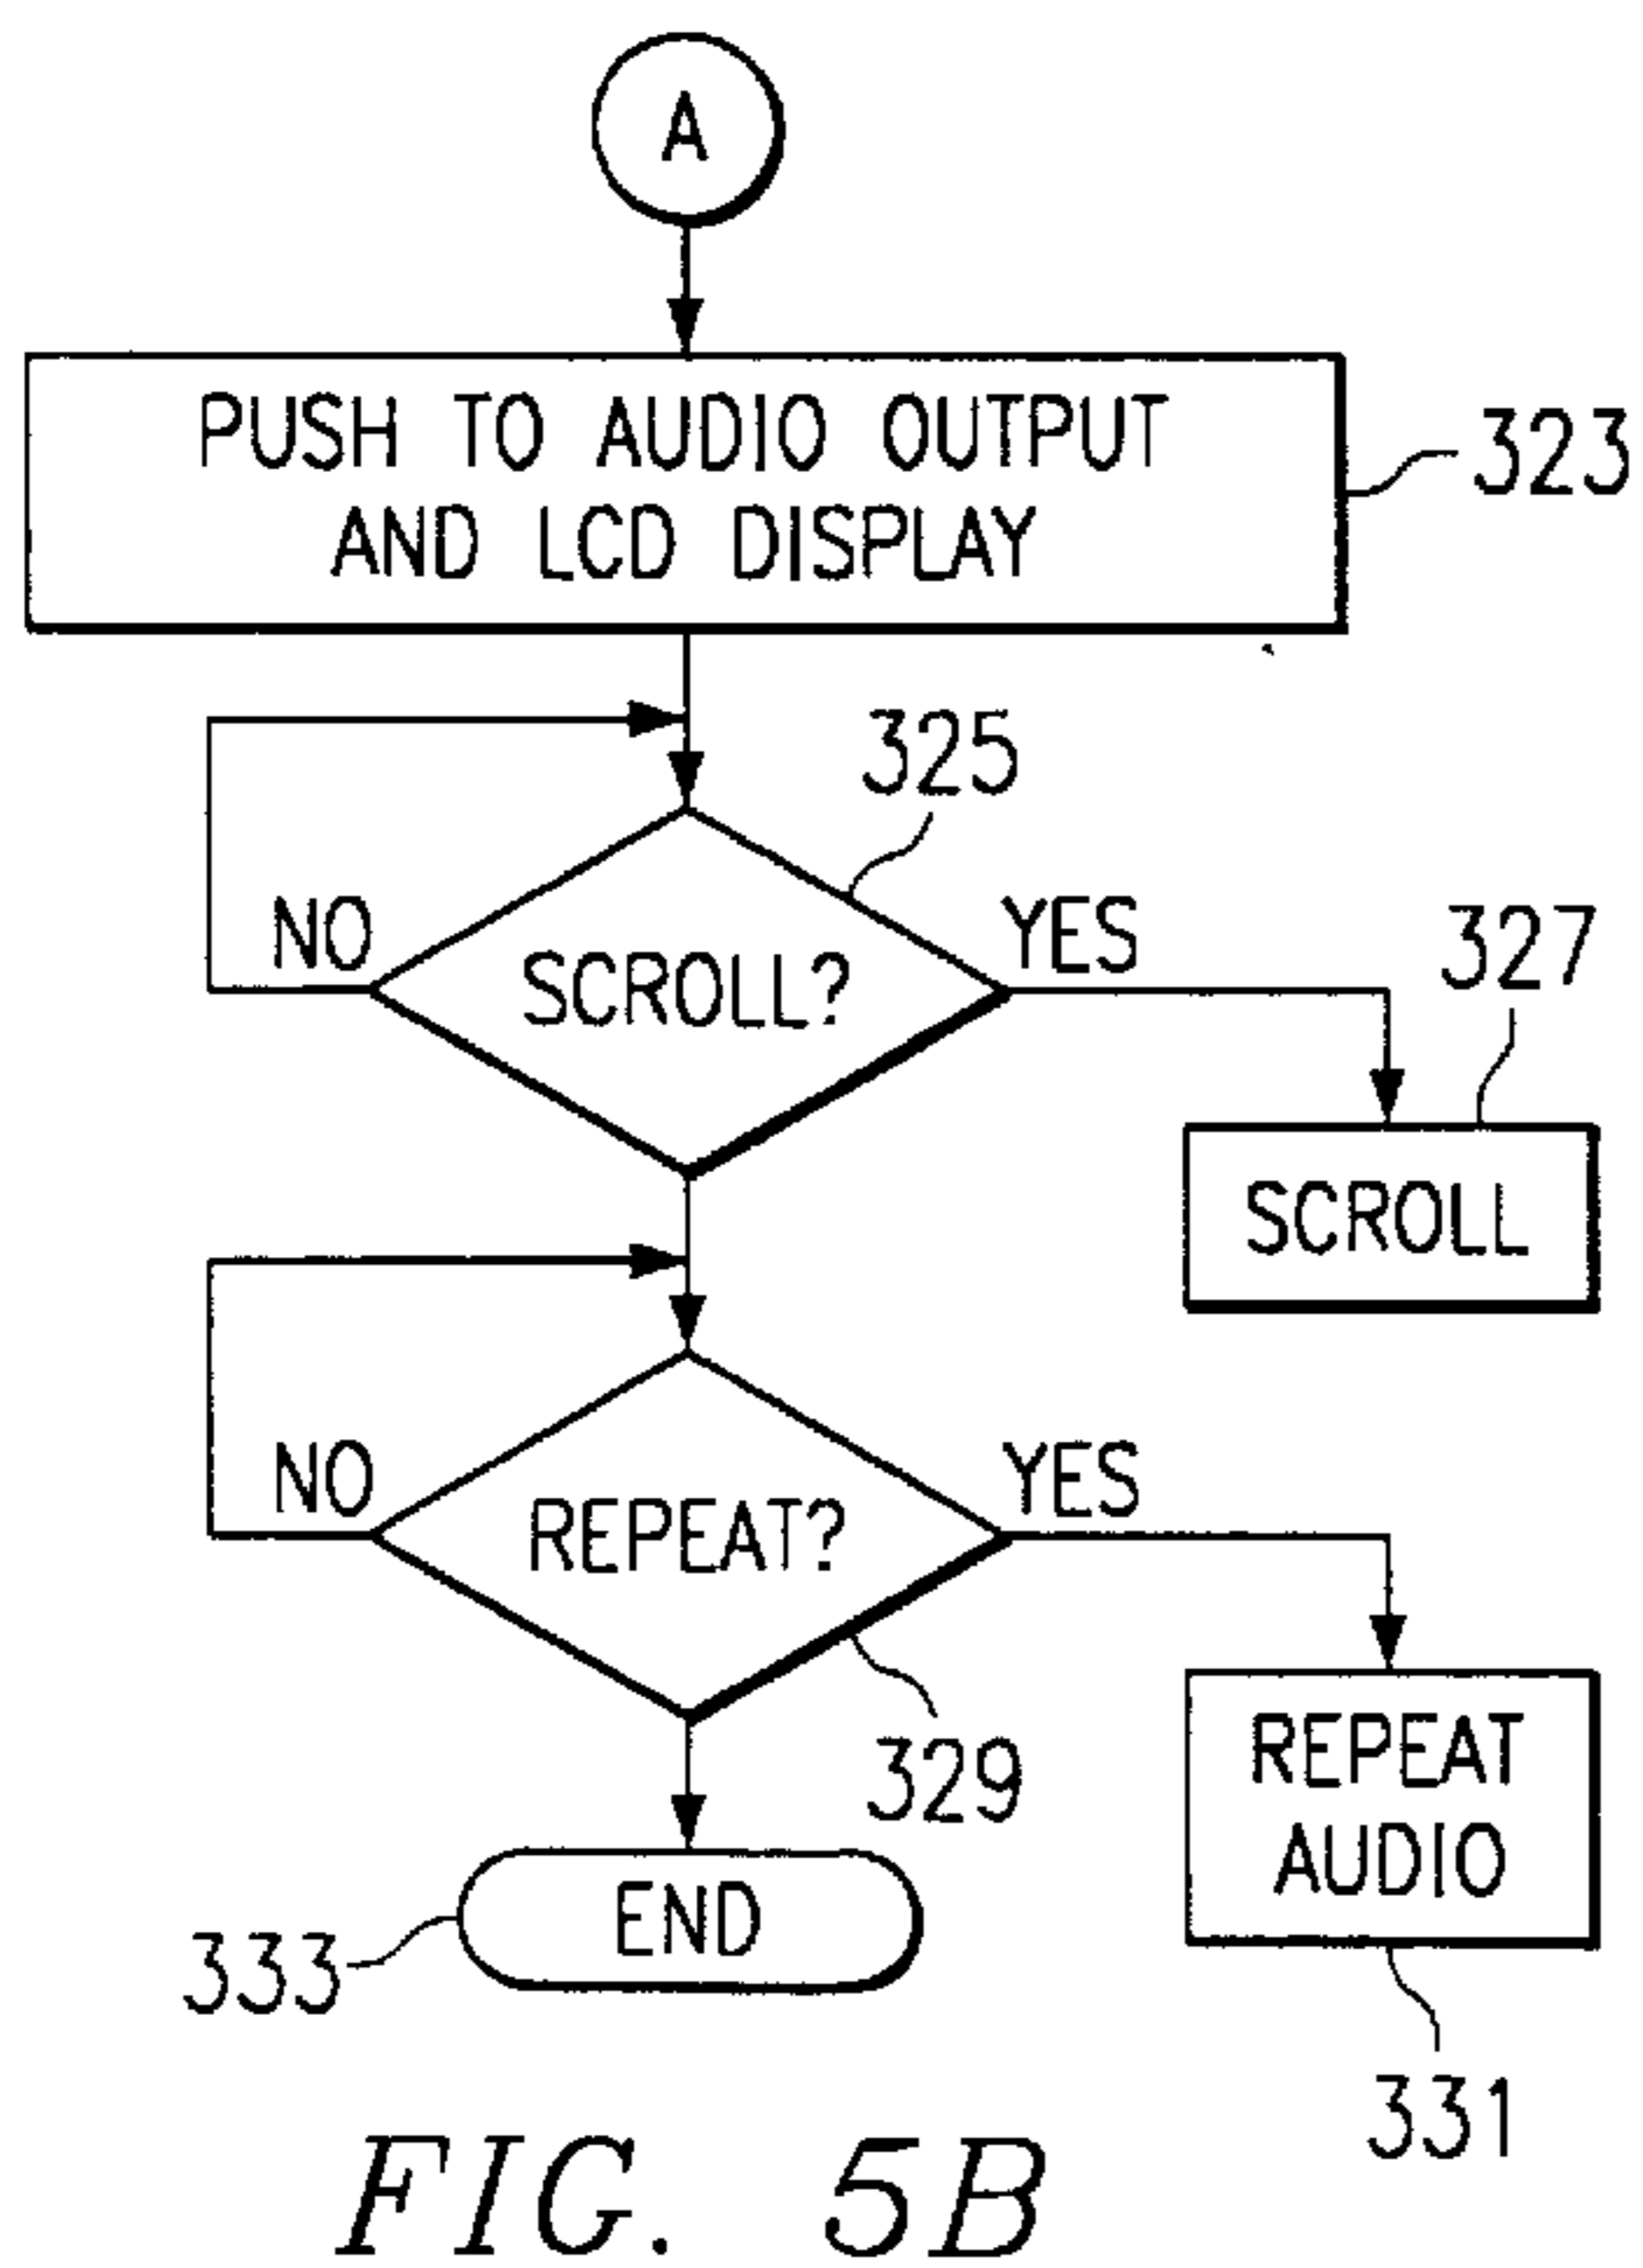 A
PUSH TO AUDIO OUTPUT
AND LCD DISPLAY
323
325
NO
SCROLL?
YES
327
SCROLL
NO
REPEAT?
YES
329
REPEAT
AUDIO
331
END
333
FIG. 5B